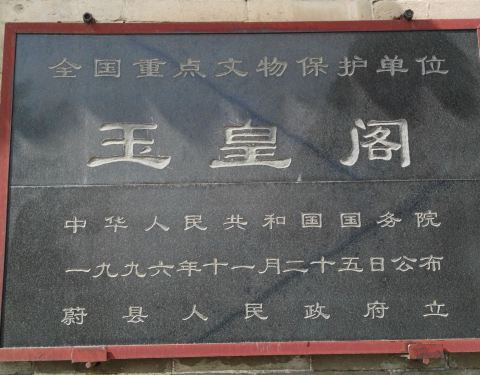 全国重点文物保护单位
玉皇阁
中华人民共和国国务院
一九九六年十一月二十五日公布
蔚县人民政府立